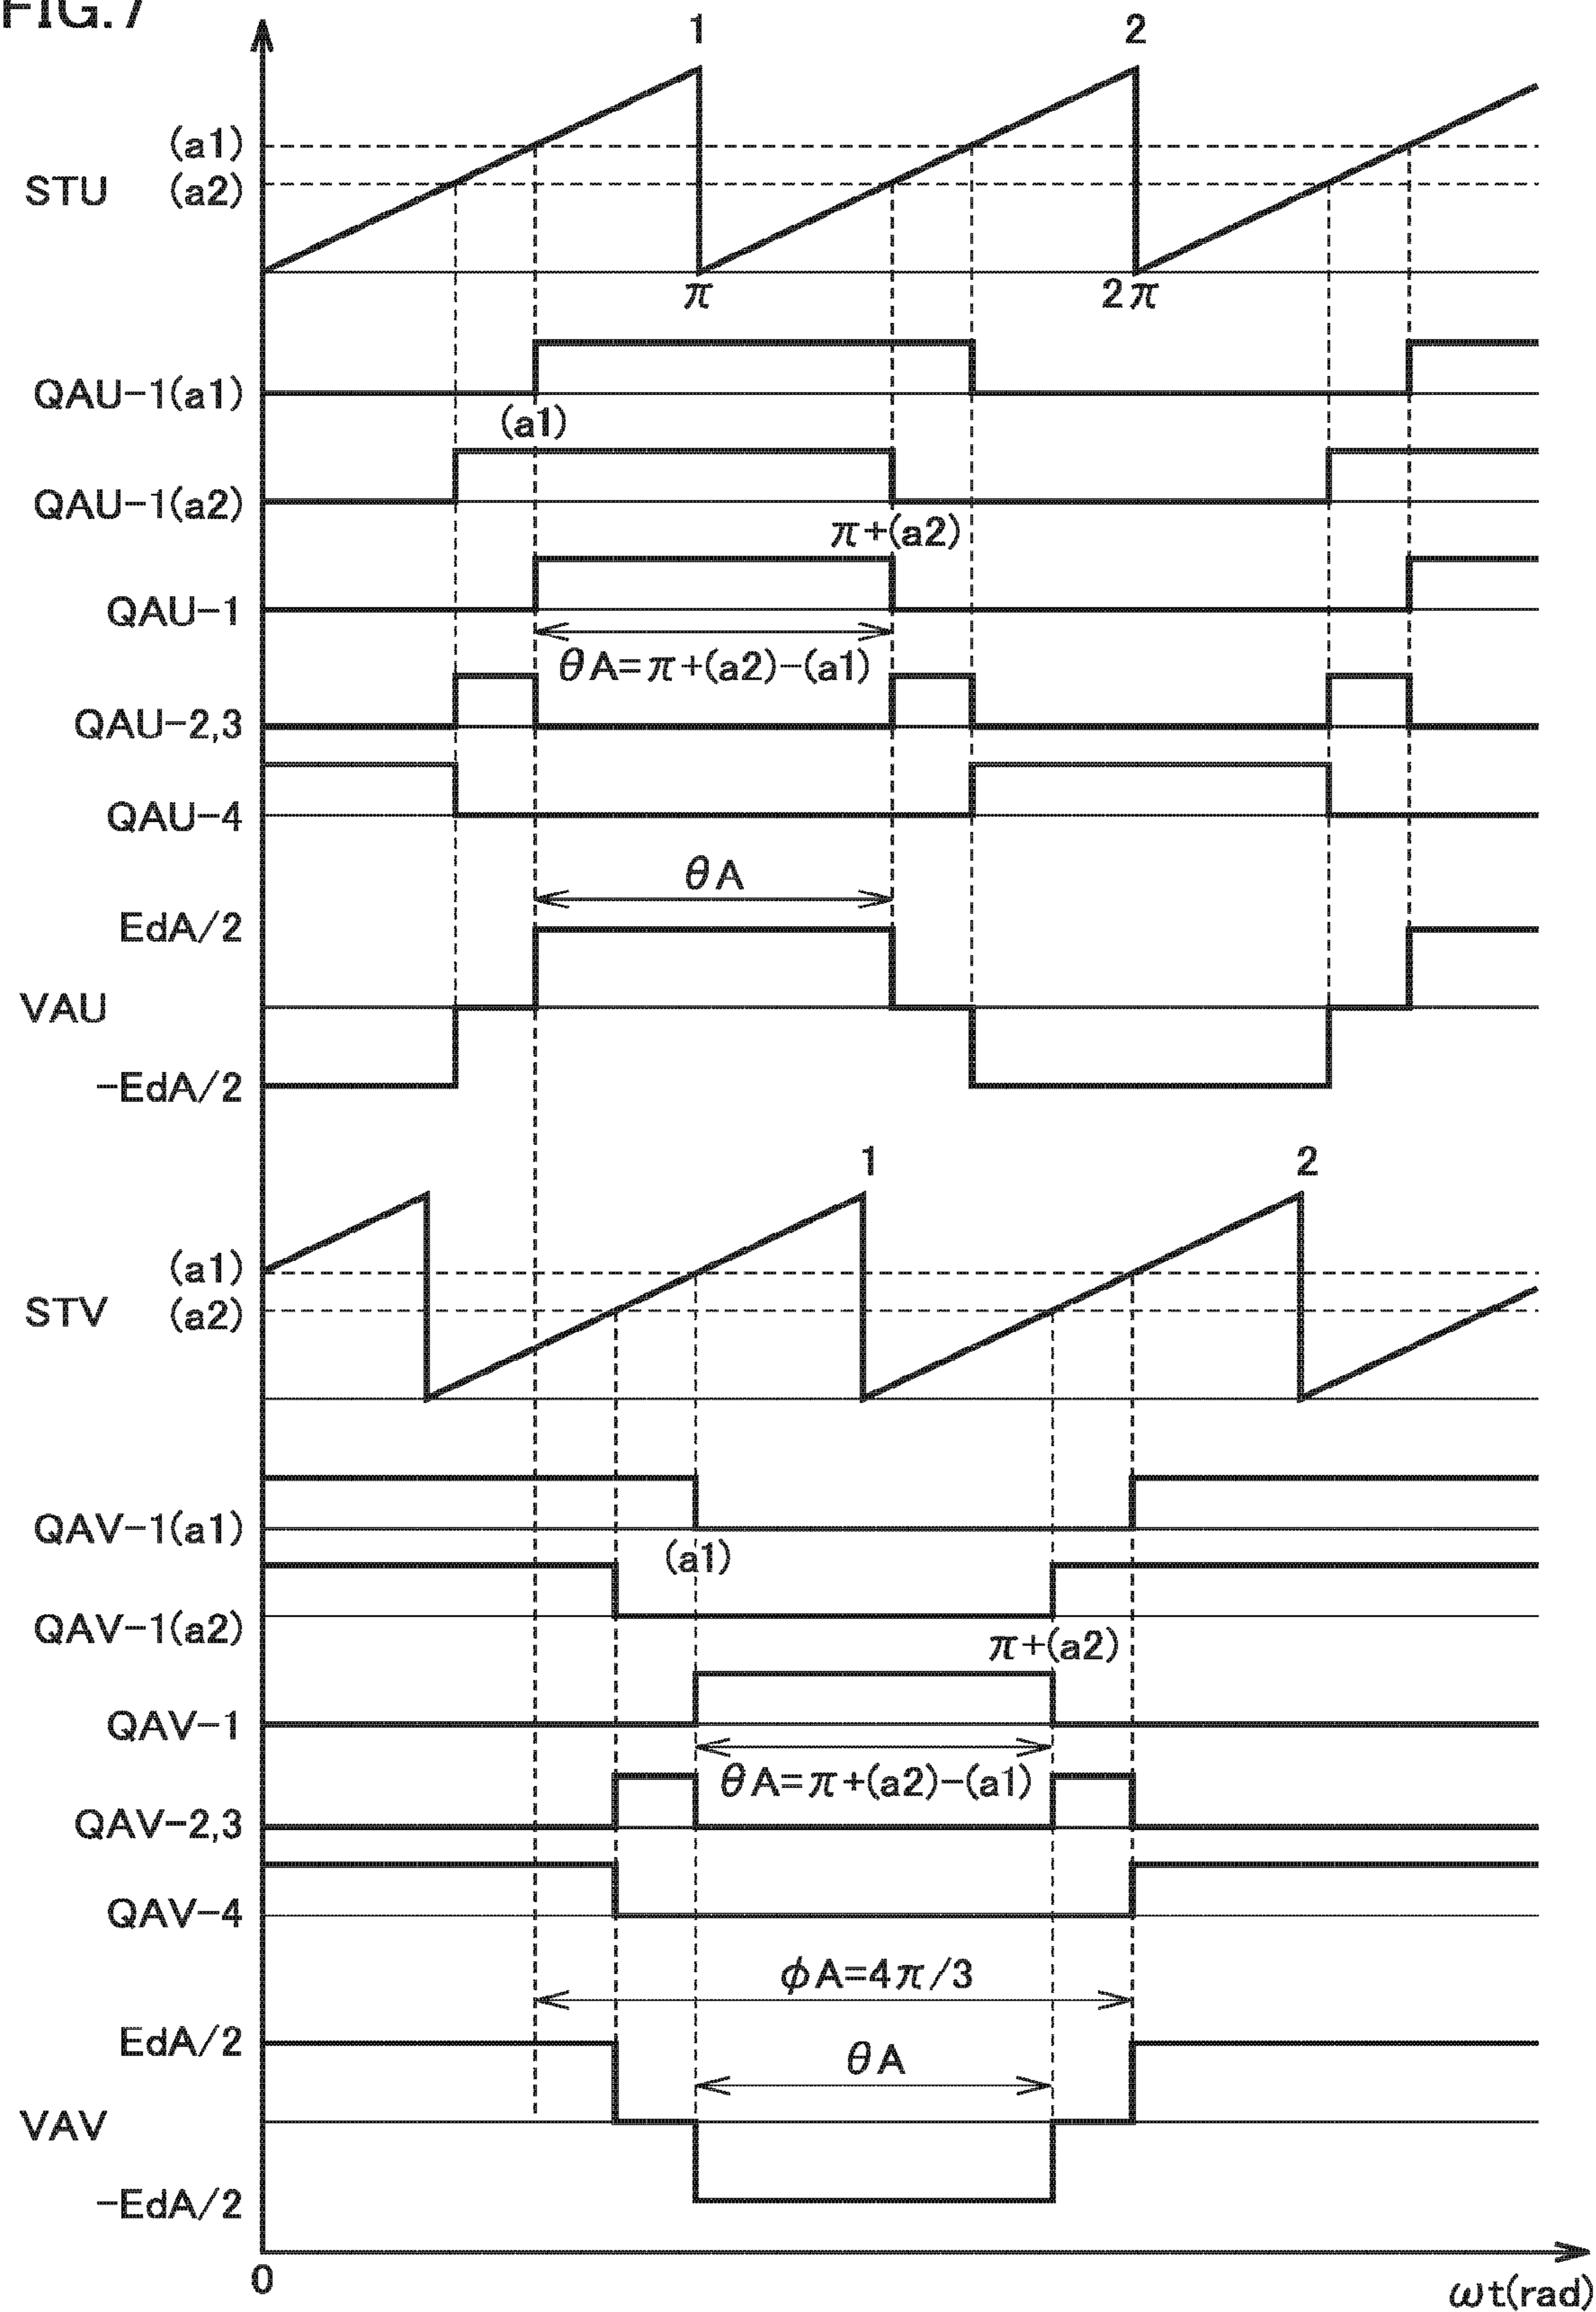 FIG.7
1
2
(a1)
STU
(a2)
π
2π
QAU-1(a1)
(a1)
QAU-1(a2)
π+(a2)
QAU-1
θA=π+(a2)-(a1)
QAU-2,3
QAU-4
θA
EdA/2
VAU
-EdA/2
1
2
(a1)
STV
(a2)
QAV-1(a1)
(a1)
QAV-1(a2)
π+(a2)
QAV-1
θA=π+(a2)-(a1)
QAV-2,3
QAV-4
φA=4π/3
EdA/2
θA
VAV
-EdA/2
0
ωt(rad)